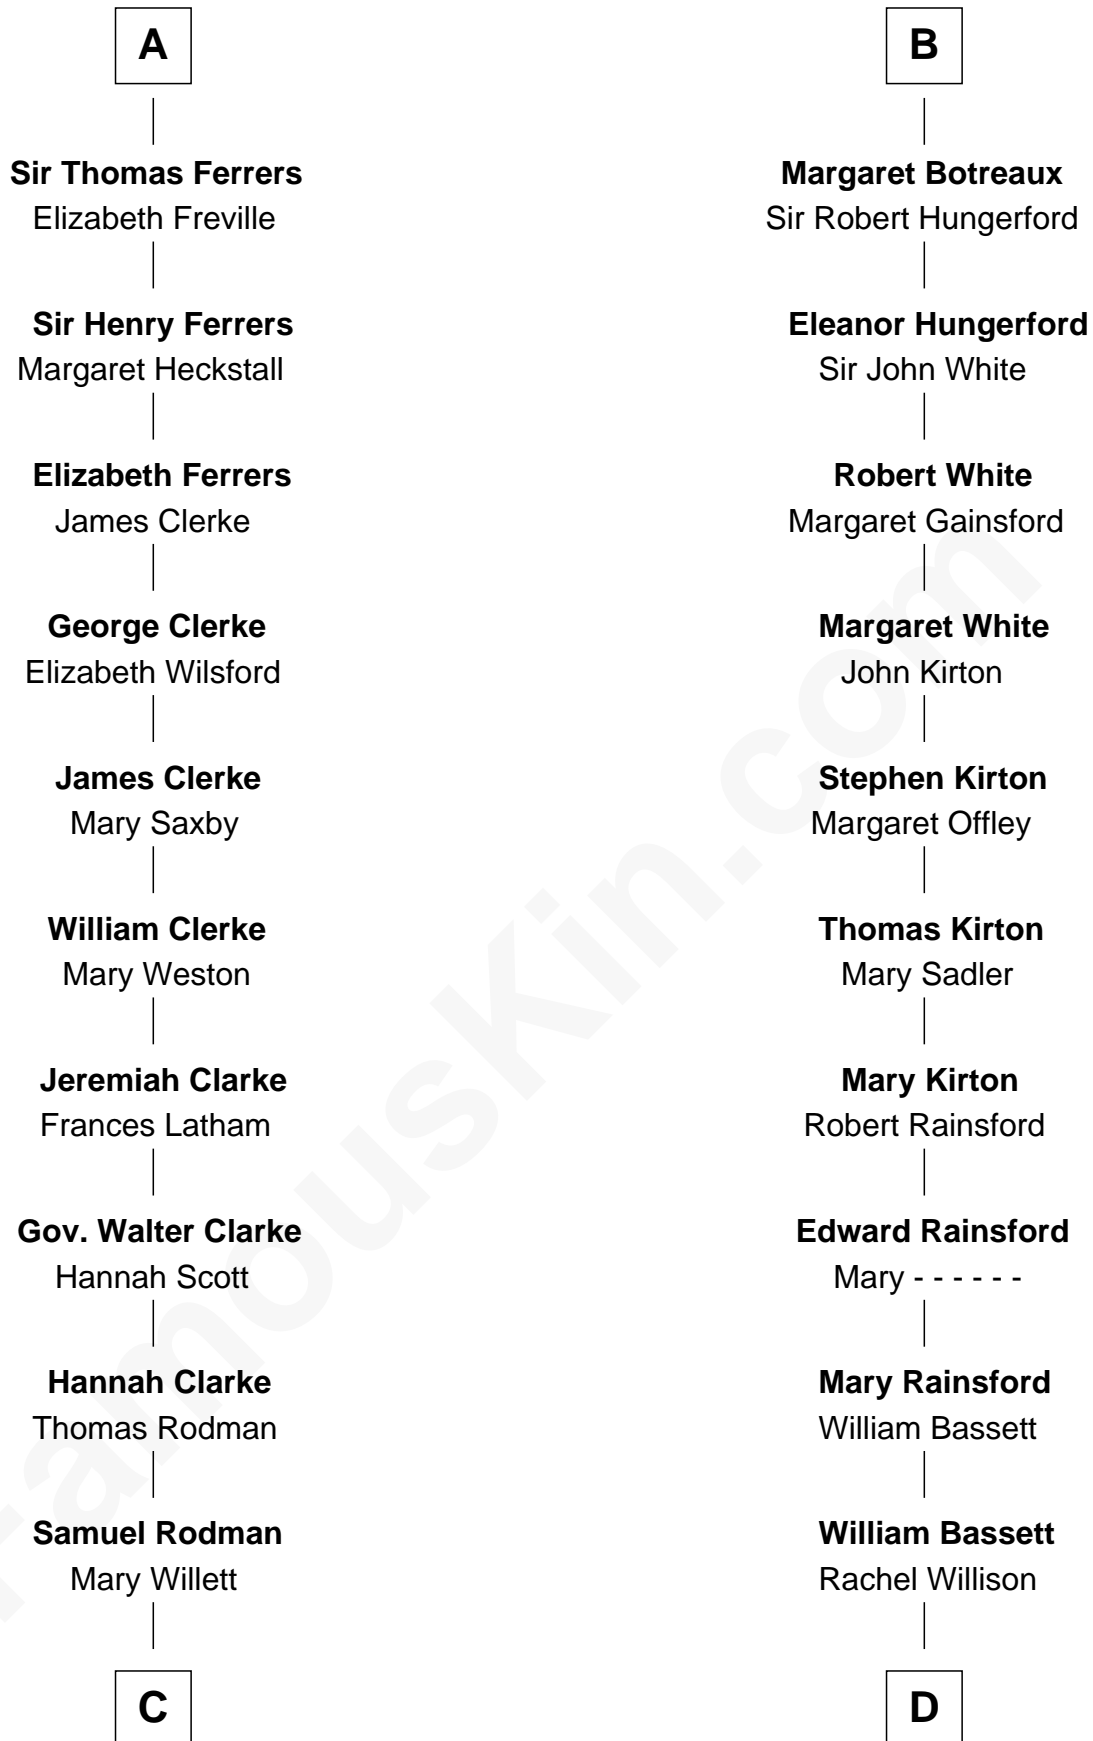 A
Sir Thomas Ferrers
Elizabeth Freville
Sir Henry Ferrers
Margaret Heckstall
Elizabeth Ferrers
James Clerke
George Clerke
Elizabeth Wilsford
James Clerke
Mary Saxby
William Clerke
Mary Weston
Jeremiah Clarke
Frances Latham
Gov. Walter Clarke
Hannah Scott
Hannah Clarke
Thomas Rodman
Samuel Rodman
Mary Willett
C
B
Margaret Botreaux
Sir Robert Hungerford
Eleanor Hungerford
Sir John White
Robert White
Margaret Gainsford
Margaret White
John Kirton
Stephen Kirton
Margaret Offley
Thomas Kirton
Mary Sadler
Mary Kirton
Robert Rainsford
Edward Rainsford
Mary - - - - - -
Mary Rainsford
William Bassett
William Bassett
Rachel Willison
D
FamousKin.com